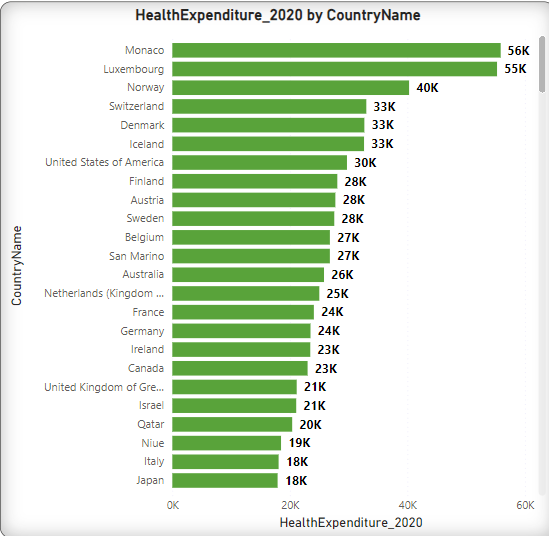 HealthExpenditure_2020 by CountryName
CountryName
Monaco 56K
Luxembourg 55K
Norway 40K
Switzerland 33K
Denmark 33K
Iceland 33K
United States of America 30K
Finland 28K
Austria 28K
Sweden 28K
Belgium 27K
San Marino 27K
Australia 26K
Netherlands (Kingdom ... 25K
France 24K
Germany 24K
Ireland 23K
Canada 23K
United Kingdom of Gre... 21K
Israel 21K
Qatar 20K
Niue 19K
Italy 18K
Japan 18K
0K 20K 40K 60K
HealthExpenditure_2020